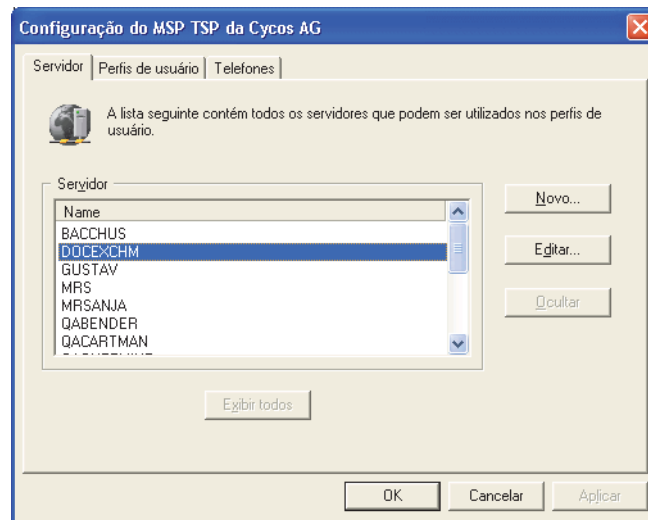 Configuração do MSP TSP da Cycos AG
Servidor
Perfis de usuário
Telefones
A lista seguinte contém todos os servidores que podem ser utilizados nos perfis de
usuário.
Servidor
Name
BACCHUS
DOCEXCHM
GUSTAV
MRS
MRSANJA
QABENDER
QACARTMAN
Novo...
Editar...
Ocultar
Exibir todos
OK
Cancelar
Aplicar